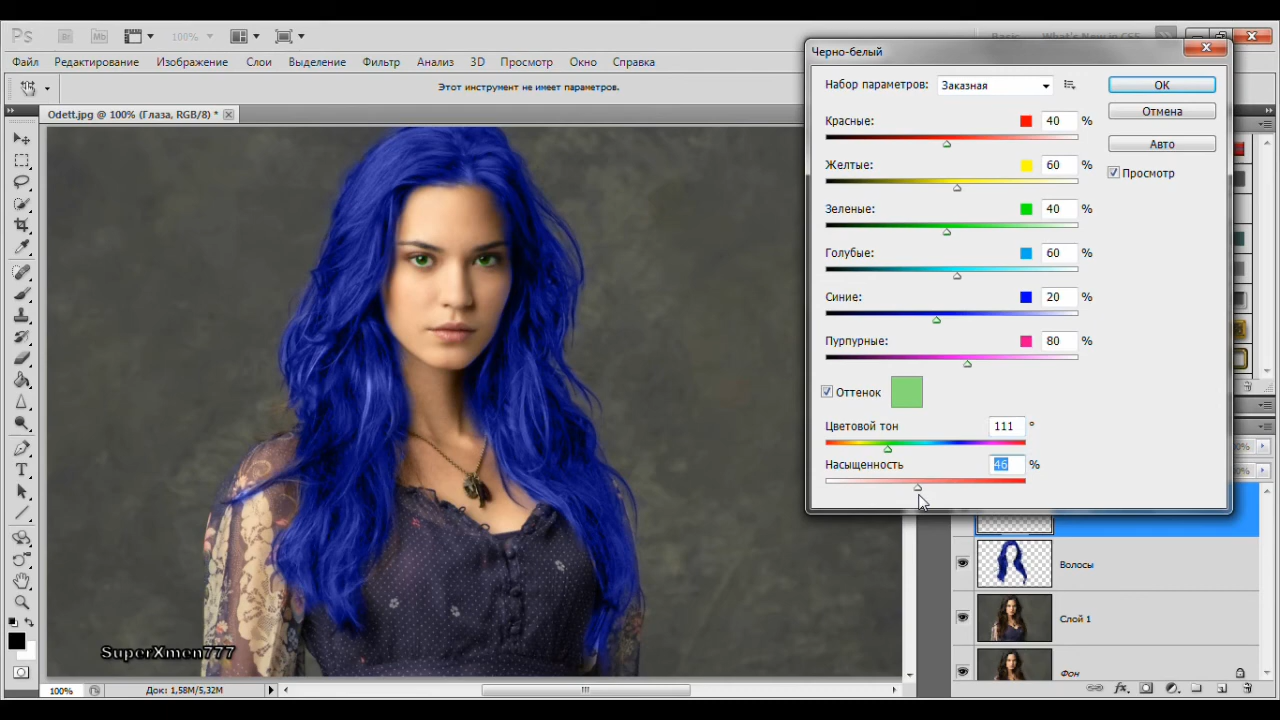 Ps Br Mb 100% Basic What's New in CS5
Файл Редактирование Изображение Слои Выделение Фильтр Анализ 3D Просмотр Окно Справка
Этот инструмент не имеет параметров.
Odett.jpg @ 100% (Глаза, RGB/8) *
Черно-белый
Набор параметров: Заказная
OK
Отмена
Авто
Просмотр
Красные: 40 %
Желтые: 60 %
Зеленые: 40 %
Голубые: 60 %
Синие: 20 %
Пурпурные: 80 %
Оттенок
Цветовой тон 111 °
Насыщенность 46 %
Волосы
Слой 1
Фон
SuperXmen777
100% Док: 1,58M/5,32M